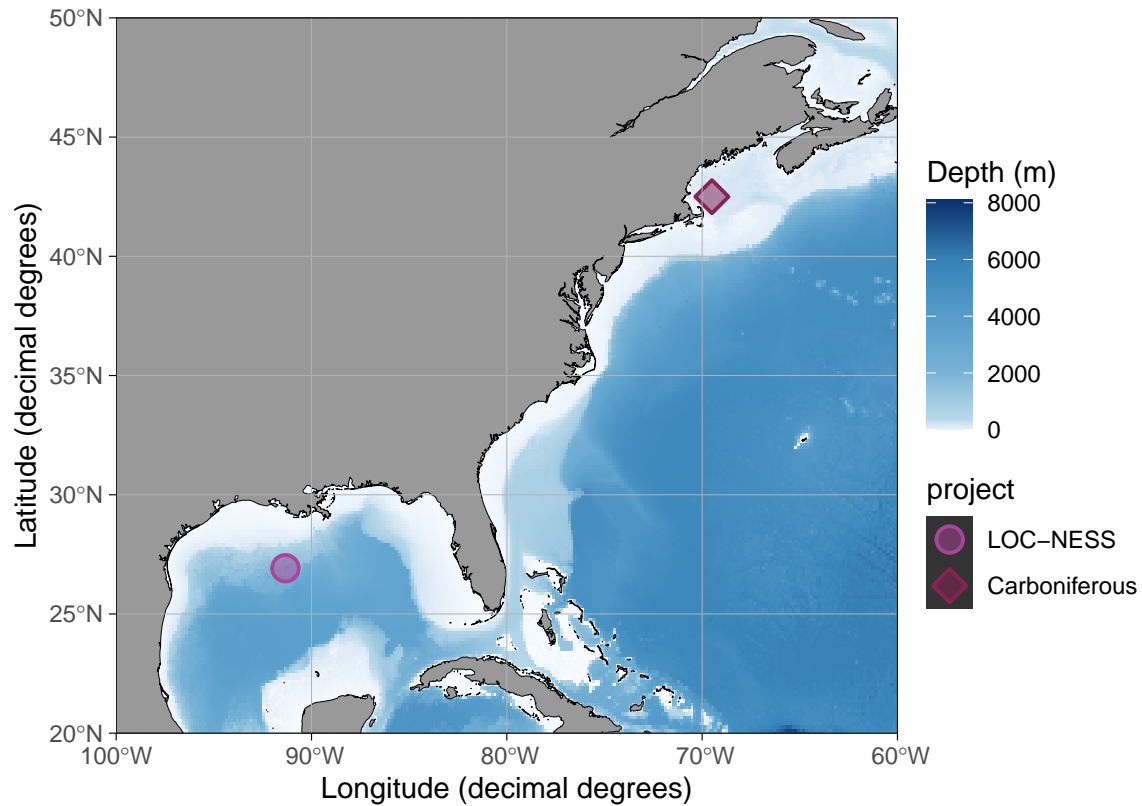 50°N
45°N
40°N
35°N
30°N
25°N
20°N
Latitude (decimal degrees)
100°W 90°W 80°W 70°W 60°W
Longitude (decimal degrees)
Depth (m)
8000
6000
4000
2000
0
project
LOC−NESS
Carboniferous